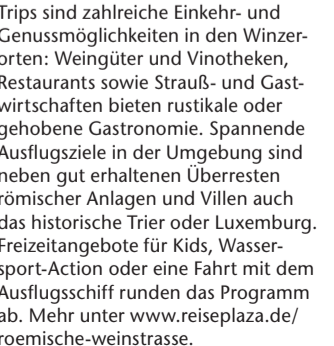 Trips sind zahlreiche Einkehr- und
Genussmöglichkeiten in den Winzer-
orten: Weingüter und Vinotheken,
Restaurants sowie Strauß- und Gast-
wirtschaften bieten rustikale oder
gehobene Gastronomie. Spannende
Ausflugsziele in der Umgebung sind
neben gut erhaltenen Überresten
römischer Anlagen und Villen auch
das historische Trier oder Luxemburg.
Freizeitangebote für Kids, Wasser-
sport-Action oder eine Fahrt mit dem
Ausflugsschiff runden das Programm
ab. Mehr unter www.reiseplaza.de/
roemische-weinstrasse.